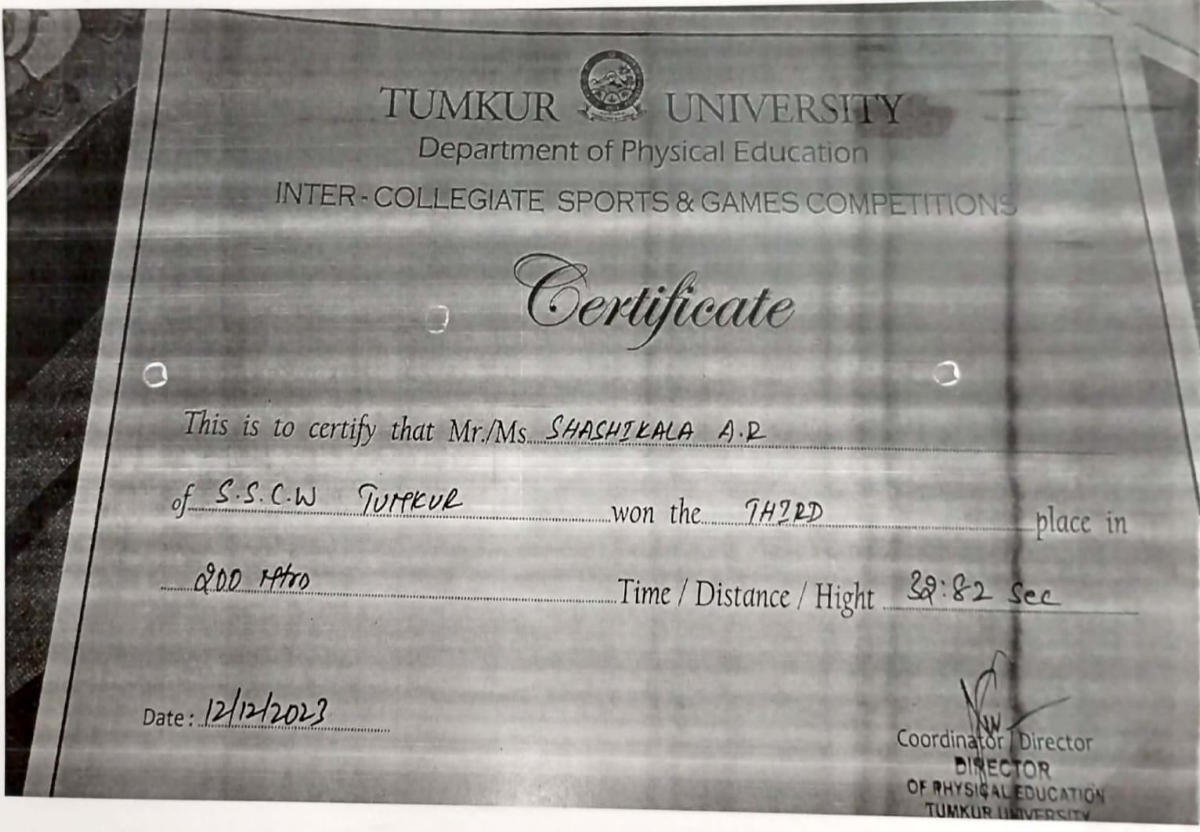 TUMKUR UNIVERSITY
Department of Physical Education
INTER-COLLEGIATE SPORTS & GAMES COMPETITIONS
Certificate
This is to certify that Mr./Ms. SHASHIKALA A.R
of S.S.C.W TUMKUR won the THIRD place in
200 Mtro Time / Distance / Hight 32:82 Sec
Date: 12/12/2023
Coordinator / Director
DIRECTOR
OF PHYSICAL EDUCATION
TUMKUR UNIVERSITY